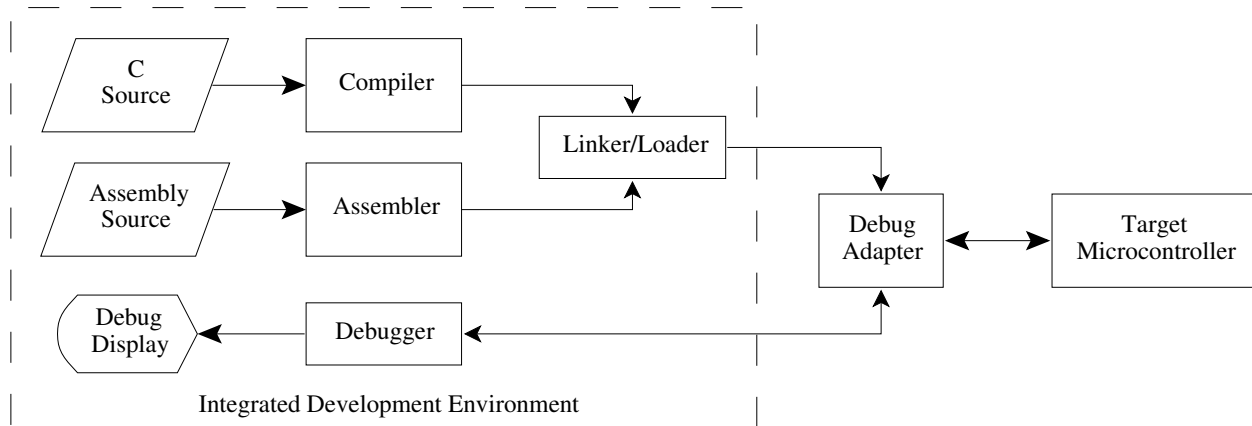 C
Source
Compiler
Linker/Loader
Assembly
Source
Assembler
Debug
Adapter
Target
Microcontroller
Debug
Display
Debugger
Integrated Development Environment